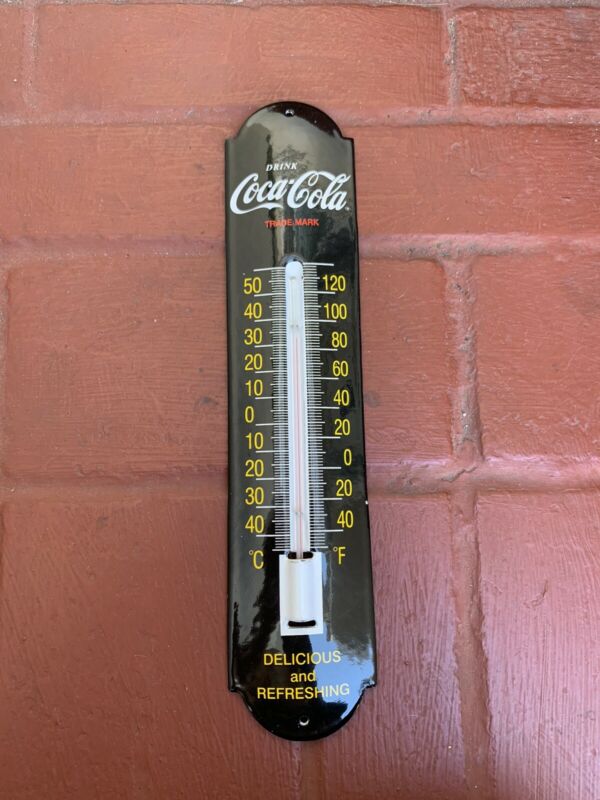 DRINK
Coca-Cola
TRADE MARK
50 120
40 100
30 80
20 60
10 40
0 20
10 0
20
30 20
40 40
°C °F
DELICIOUS
and
REFRESHING